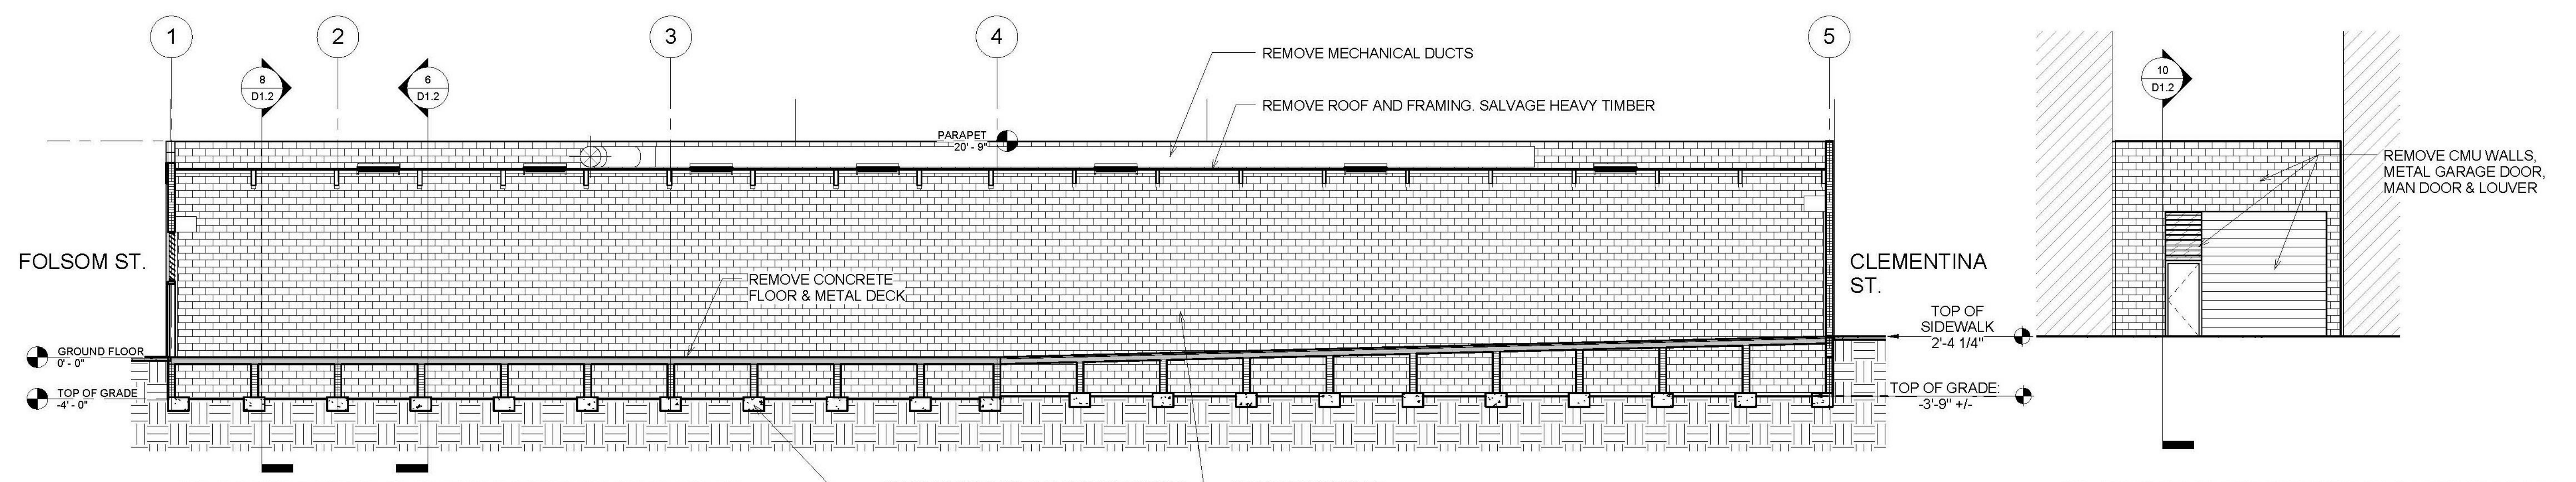 1
2
3
4
5
8
D1.2
6
D1.2
10
D1.2
REMOVE MECHANICAL DUCTS
REMOVE ROOF AND FRAMING. SALVAGE HEAVY TIMBER
PARAPET
20' - 9"
REMOVE CMU WALLS,
METAL GARAGE DOOR,
MAN DOOR & LOUVER
FOLSOM ST.
CLEMENTINA
ST.
REMOVE CONCRETE
FLOOR & METAL DECK
TOP OF
SIDEWALK
2'-4 1/4"
GROUND FLOOR
0' - 0"
TOP OF GRADE
-4' - 0"
TOP OF GRADE:
-3'-9" +/-